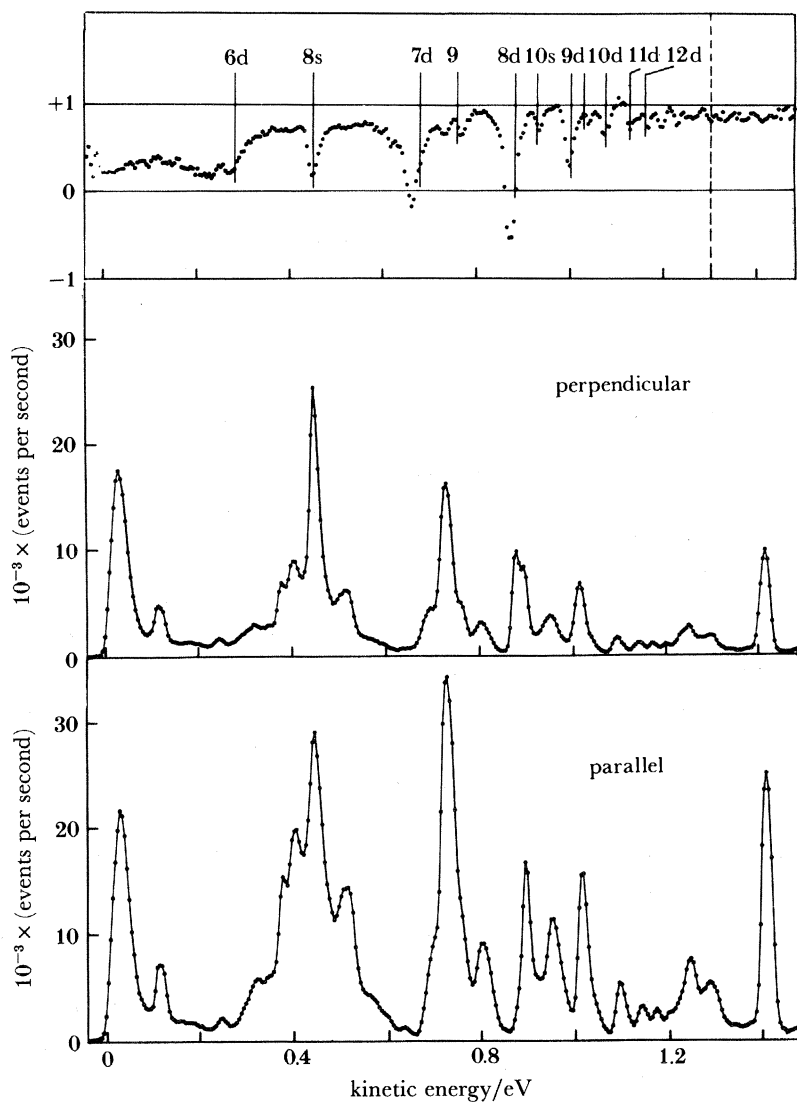 6d 8s 7d 9 8d 10s 9d 10d 11d 12d
+1
0
−1
30
20
10
0
10⁻³ × (events per second)
perpendicular
30
20
10
0
10⁻³ × (events per second)
parallel
0 0.4 0.8 1.2
kinetic energy/eV